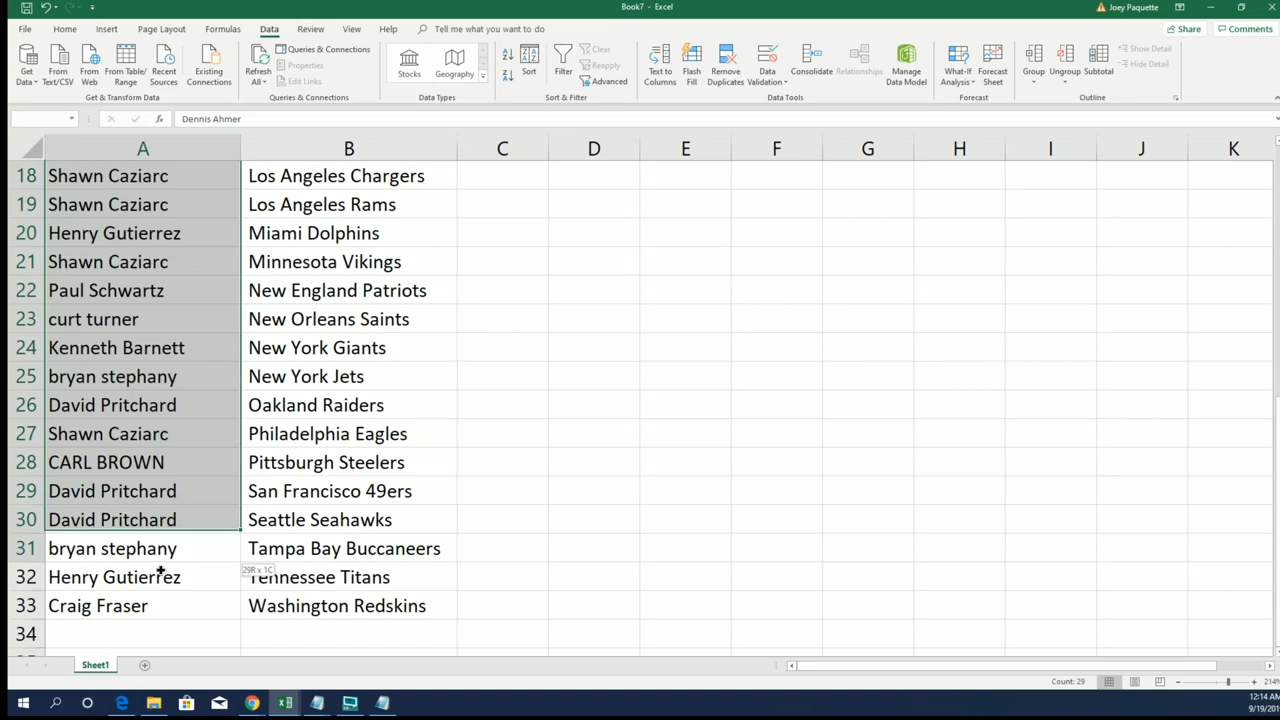 Book7 - Excel
Joey Paquette
File Home Insert Page Layout Formulas Data Review View Help Tell me what you want to do
Share Comments
Get Data
From Text/CSV
From Web
From Table/ Range
Recent Sources
Existing Connections
Get & Transform Data
Refresh All
Queries & Connections
Properties
Edit Links
Queries & Connections
Stocks
Geography
Data Types
Sort
Filter
Clear
Reapply
Advanced
Sort & Filter
Text to Columns
Flash Fill
Remove Duplicates
Data Validation
Consolidate
Relationships
Manage Data Model
Data Tools
What-If Analysis
Forecast Sheet
Forecast
Group
Ungroup
Subtotal
Show Detail
Hide Detail
Outline
fx Dennis Ahmer
A B C D E F G H I J K
18 Shawn Caziarc Los Angeles Chargers
19 Shawn Caziarc Los Angeles Rams
20 Henry Gutierrez Miami Dolphins
21 Shawn Caziarc Minnesota Vikings
22 Paul Schwartz New England Patriots
23 curt turner New Orleans Saints
24 Kenneth Barnett New York Giants
25 bryan stephany New York Jets
26 David Pritchard Oakland Raiders
27 Shawn Caziarc Philadelphia Eagles
28 CARL BROWN Pittsburgh Steelers
29 David Pritchard San Francisco 49ers
30 David Pritchard Seattle Seahawks
31 bryan stephany Tampa Bay Buccaneers
29R x 1C
32 Henry Gutierrez Tennessee Titans
33 Craig Fraser Washington Redskins
34
Sheet1
Count: 29
214%
12:14 AM